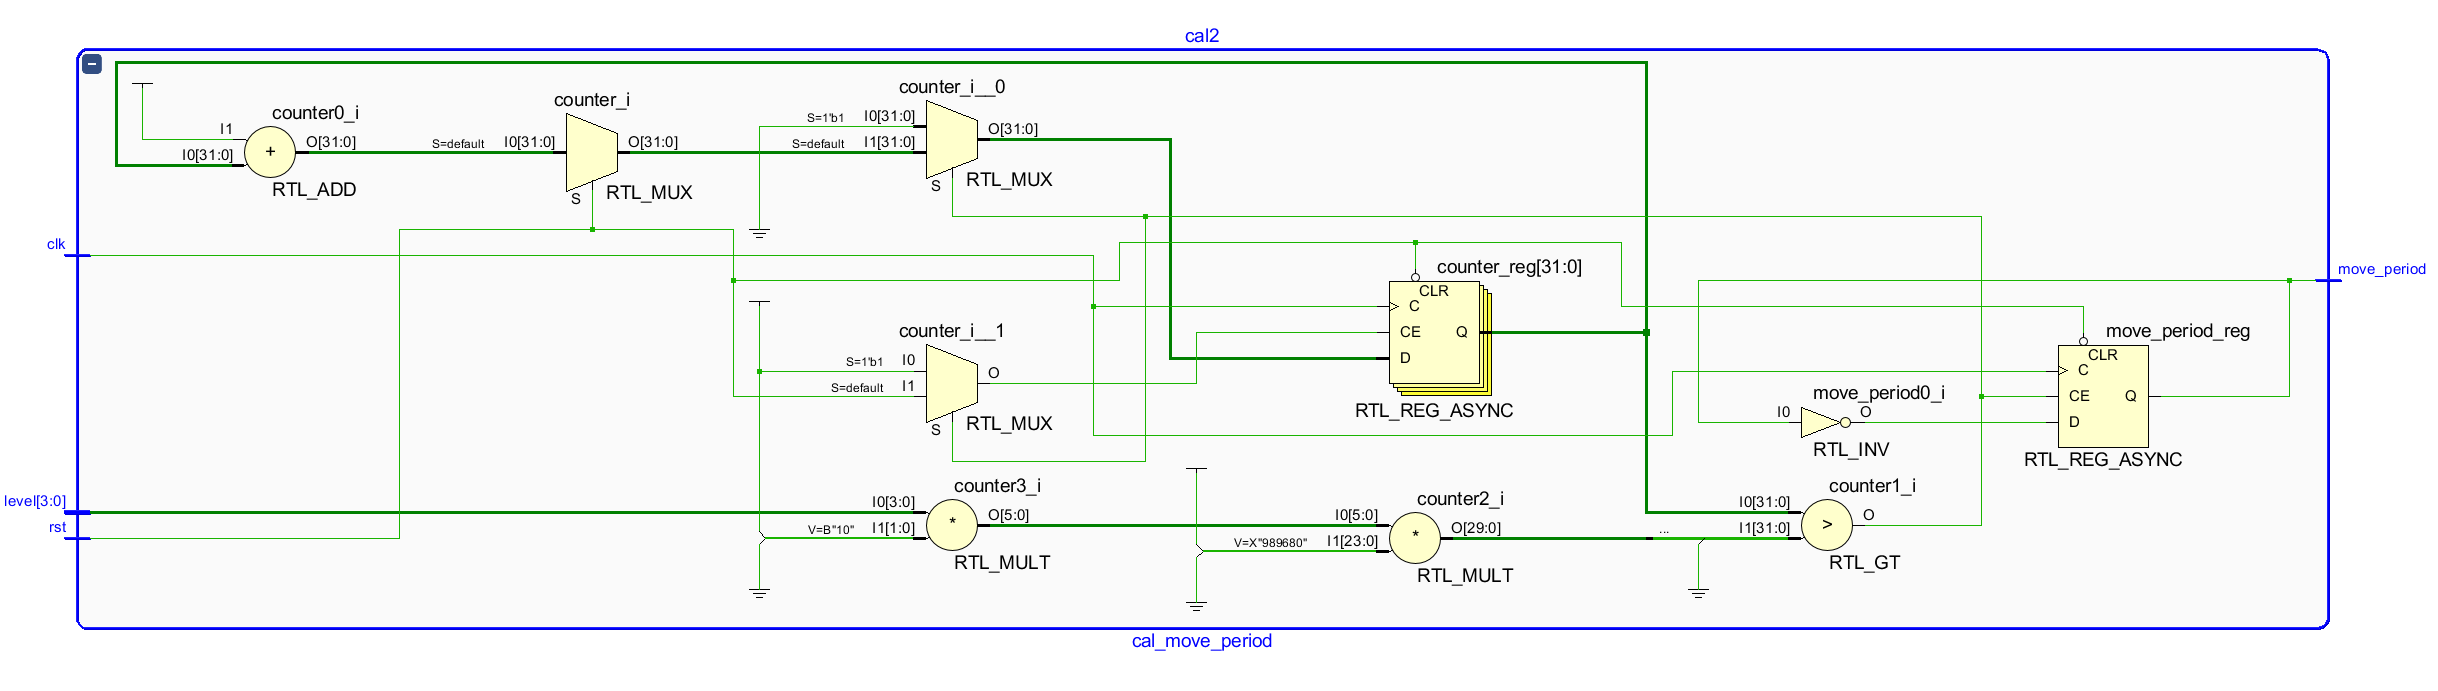 cal2
counter_i__0
counter0_i
counter_i
I1
I0[31:0]
O[31:0]
S=default
I0[31:0]
O[31:0]
S=1'b1
I0[31:0]
S=default
I1[31:0]
O[31:0]
+
S
S
RTL_ADD
RTL_MUX
RTL_MUX
clk
move_period
counter_reg[31:0]
CLR
C
CE
Q
D
RTL_REG_ASYNC
counter_i__1
S=1'b1
I0
S=default
I1
O
S
RTL_MUX
move_period_reg
CLR
C
CE
Q
D
RTL_REG_ASYNC
move_period0_i
I0
O
RTL_INV
level[3:0]
rst
counter3_i
I0[3:0]
V=B"10"
I1[1:0]
*
O[5:0]
RTL_MULT
counter2_i
I0[5:0]
V=X"989680"
I1[23:0]
*
O[29:0]
RTL_MULT
...
counter1_i
I0[31:0]
I1[31:0]
>
O
RTL_GT
cal_move_period